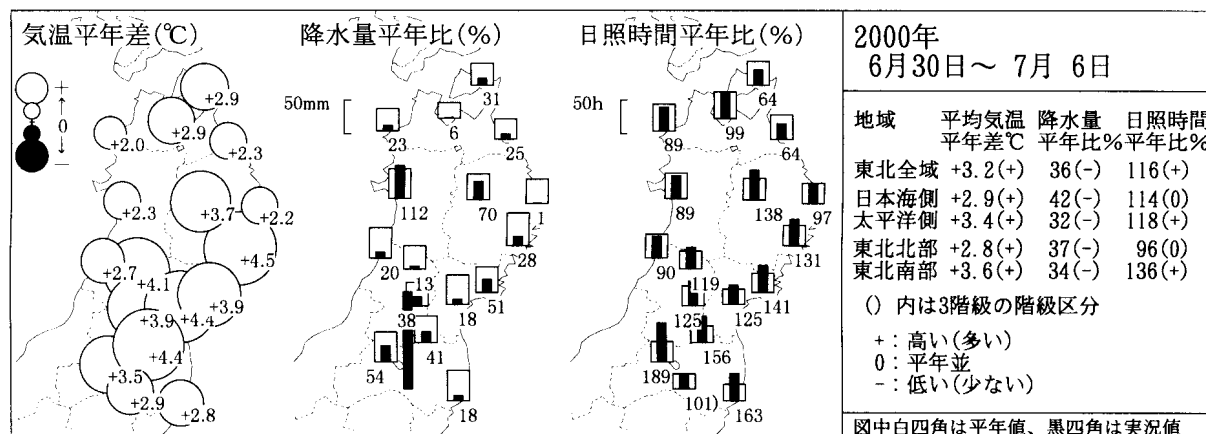 気温平年差(℃)
+
0
−
+2.9
+2.9
+2.0
+2.3
+2.3
+3.7
+2.2
+4.5
+2.7
+4.1
+3.9
+3.9
+4.4
+4.4
+3.5
+2.9
+2.8
降水量平年比(%)
50mm
31
6
23
25
112
70
1
28
20
13
51
38
18
41
54
18
日照時間平年比(%)
50h
64
99
89
64
89
138
97
131
90
119
141
125
125
156
189
101)
163
2000年
6月30日～ 7月 6日
地域 平均気温 降水量 日照時間
平年差℃ 平年比% 平年比%
東北全域 +3.2(+) 36(-) 116(+)
日本海側 +2.9(+) 42(-) 114(0)
太平洋側 +3.4(+) 32(-) 118(+)
東北北部 +2.8(+) 37(-) 96(0)
東北南部 +3.6(+) 34(-) 136(+)
() 内は3階級の階級区分
+：高い(多い)
0：平年並
-：低い(少ない)
図中白四角は平年値、黒四角は実況値